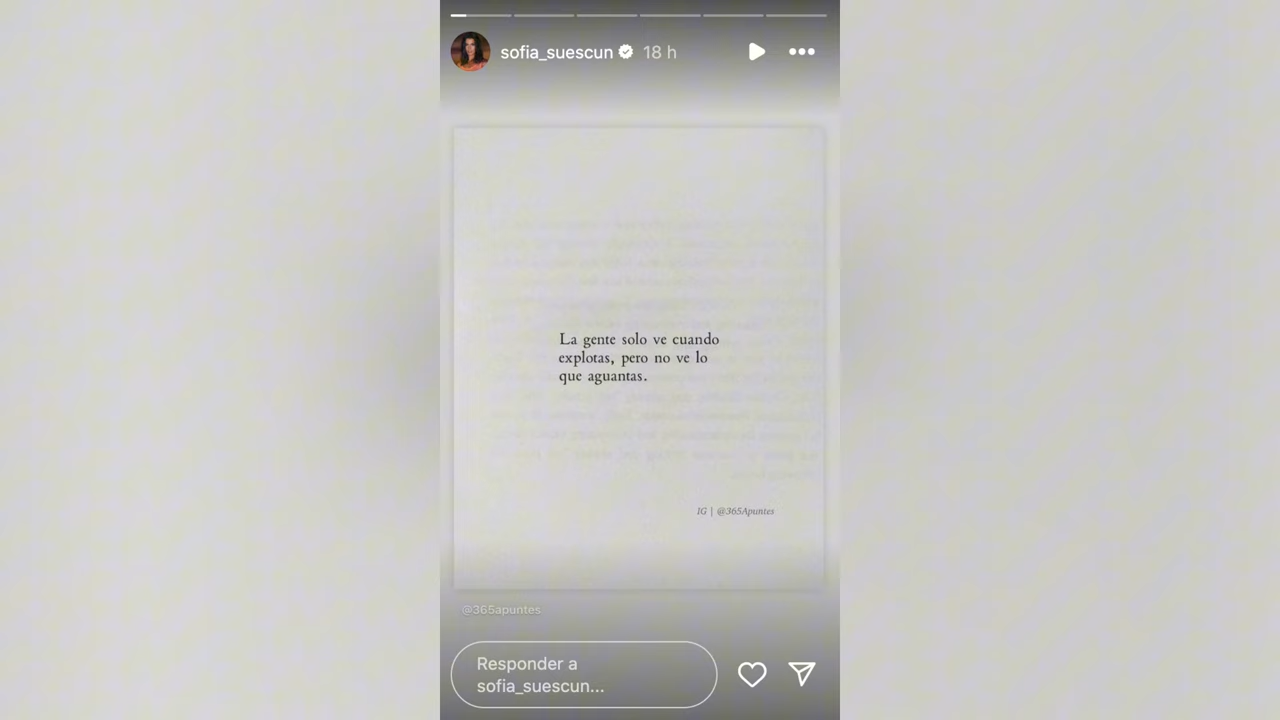 sofia_suescun 18 h
La gente solo ve cuando
explotas, pero no ve lo
que aguantas.
IG | @365Apuntes
@365apuntes
Responder a
sofia_suescun...